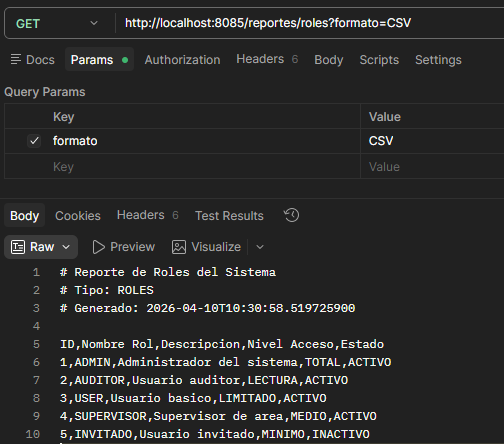 GET http://localhost:8085/reportes/roles?formato=CSV
Docs Params Authorization Headers 6 Body Scripts Settings
Query Params
Key Value
formato CSV
Key Value
Body Cookies Headers 6 Test Results
Raw Preview Visualize
1 # Reporte de Roles del Sistema
2 # Tipo: ROLES
3 # Generado: 2026-04-10T10:30:58.519725900
4
5 ID,Nombre Rol,Descripcion,Nivel Acceso,Estado
6 1,ADMIN,Administrador del sistema,TOTAL,ACTIVO
7 2,AUDITOR,Usuario auditor,LECTURA,ACTIVO
8 3,USER,Usuario basico,LIMITADO,ACTIVO
9 4,SUPERVISOR,Supervisor de area,MEDIO,ACTIVO
10 5,INVITADO,Usuario invitado,MINIMO,INACTIVO